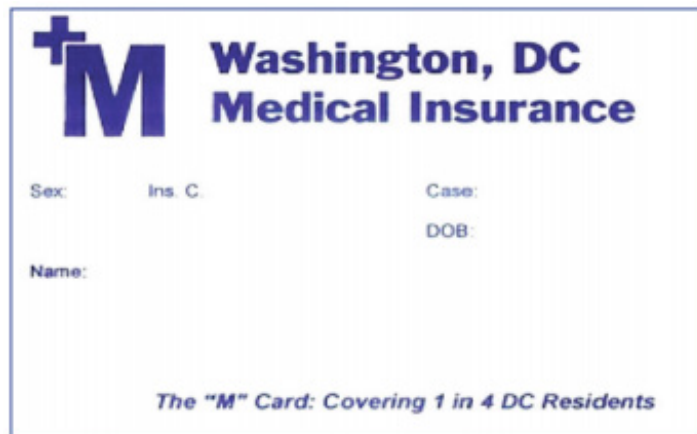 +M
Washington, DC
Medical Insurance
Sex: Ins. C. Case:
DOB:
Name:
The "M" Card: Covering 1 in 4 DC Residents